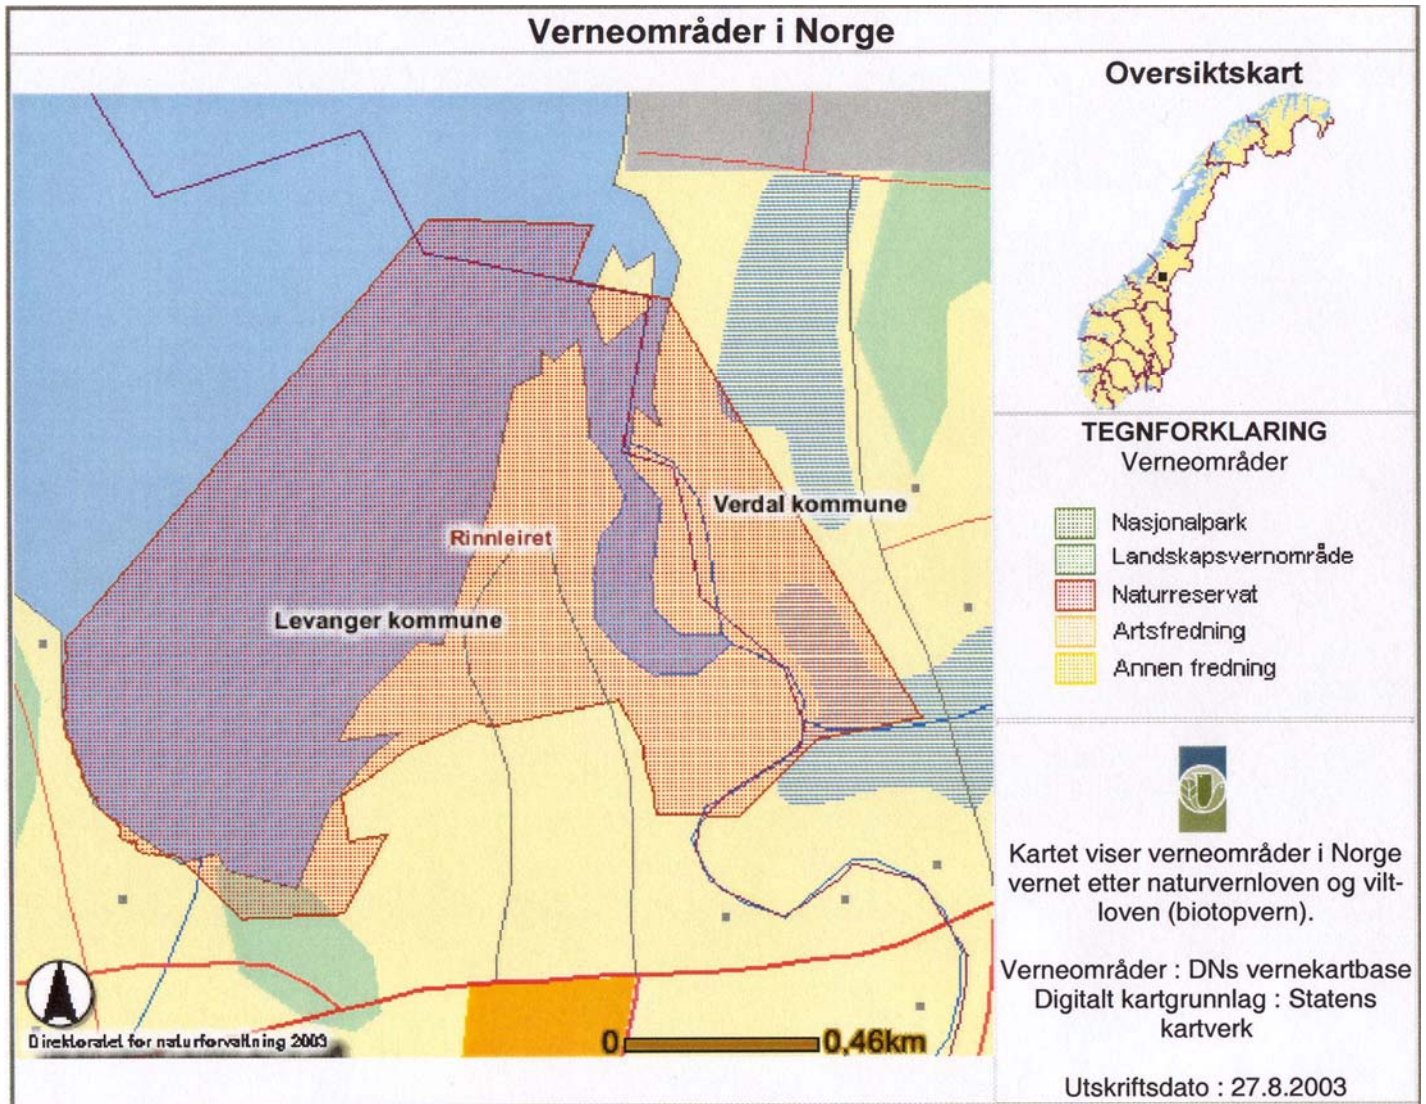 Verneområder i Norge
Oversiktskart
Verdal kommune
Rinnleiret
Levanger kommune
Direktoratet for naturforvaltning 2003
0
0,46km
TEGNFORKLARING
Verneområder
Nasjonalpark
Landskapsvernområde
Naturreservat
Artsfredning
Annen fredning
Kartet viser verneområder i Norge
vernet etter naturvernloven og vilt-
loven (biotopvern).
Verneområder : DNs vernekartbase
Digitalt kartgrunnlag : Statens
kartverk
Utskriftsdato : 27.8.2003